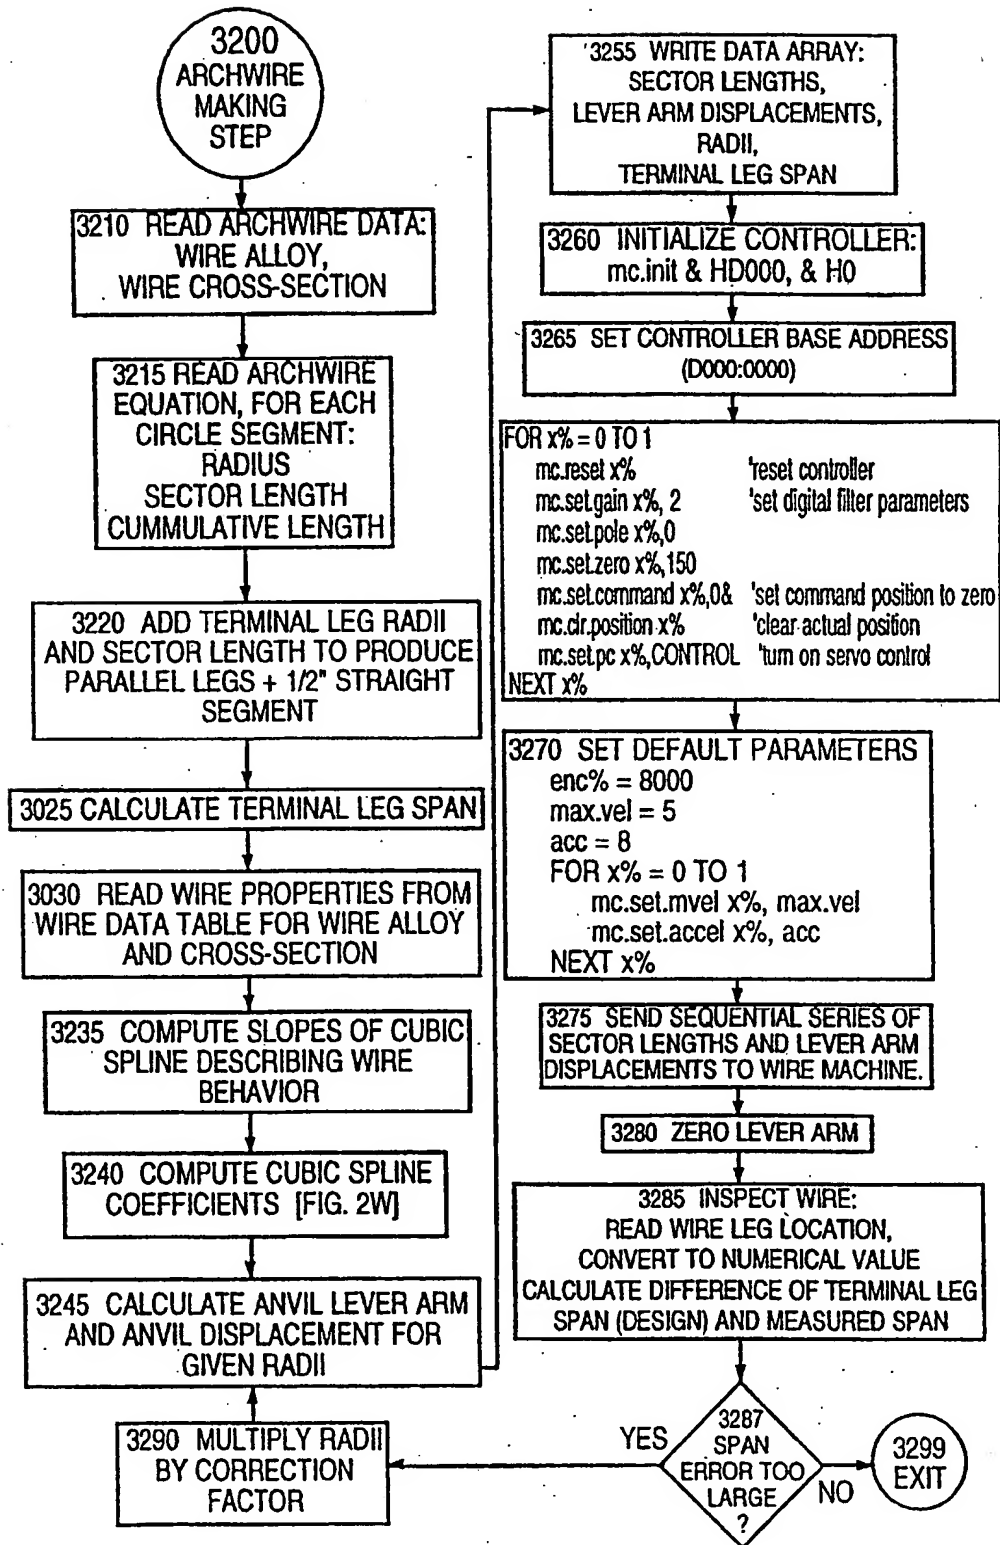 3200
ARCHWIRE
MAKING
STEP
3210 READ ARCHWIRE DATA:
WIRE ALLOY,
WIRE CROSS-SECTION
3215 READ ARCHWIRE
EQUATION, FOR EACH
CIRCLE SEGMENT:
RADIUS
SECTOR LENGTH
CUMMULATIVE LENGTH
3220 ADD TERMINAL LEG RADII
AND SECTOR LENGTH TO PRODUCE
PARALLEL LEGS + 1/2" STRAIGHT
SEGMENT
3025 CALCULATE TERMINAL LEG SPAN
3030 READ WIRE PROPERTIES FROM
WIRE DATA TABLE FOR WIRE ALLOY
AND CROSS-SECTION
3235 COMPUTE SLOPES OF CUBIC
SPLINE DESCRIBING WIRE
BEHAVIOR
3240 COMPUTE CUBIC SPLINE
COEFFICIENTS [FIG. 2W]
3245 CALCULATE ANVIL LEVER ARM
AND ANVIL DISPLACEMENT FOR
GIVEN RADII
3290 MULTIPLY RADII
BY CORRECTION
FACTOR
'3255 WRITE DATA ARRAY:
SECTOR LENGTHS,
LEVER ARM DISPLACEMENTS,
RADII,
TERMINAL LEG SPAN
3260 INITIALIZE CONTROLLER:
mc.init & HD000, & H0
3265 SET CONTROLLER BASE ADDRESS
(D000:0000)
FOR x% = 0 TO 1
mc.reset x% 'reset controller
mc.set.gain x%, 2 'set digital filter parameters
mc.set.pole x%,0
mc.set.zero x%,150
mc.set.command x%,0& 'set command position to zero
mc.clr.position x% 'clear actual position
mc.set.pc x%,CONTROL 'turn on servo control
NEXT x%
3270 SET DEFAULT PARAMETERS
enc% = 8000
max.vel = 5
acc = 8
FOR x% = 0 TO 1
mc.set.mvel x%, max.vel
mc.set.accel x%, acc
NEXT x%
3275 SEND SEQUENTIAL SERIES OF
SECTOR LENGTHS AND LEVER ARM
DISPLACEMENTS TO WIRE MACHINE.
3280 ZERO LEVER ARM
3285 INSPECT WIRE:
READ WIRE LEG LOCATION,
CONVERT TO NUMERICAL VALUE
CALCULATE DIFFERENCE OF TERMINAL LEG
SPAN (DESIGN) AND MEASURED SPAN
3287
SPAN
ERROR TOO
LARGE
?
YES
NO
3299
EXIT